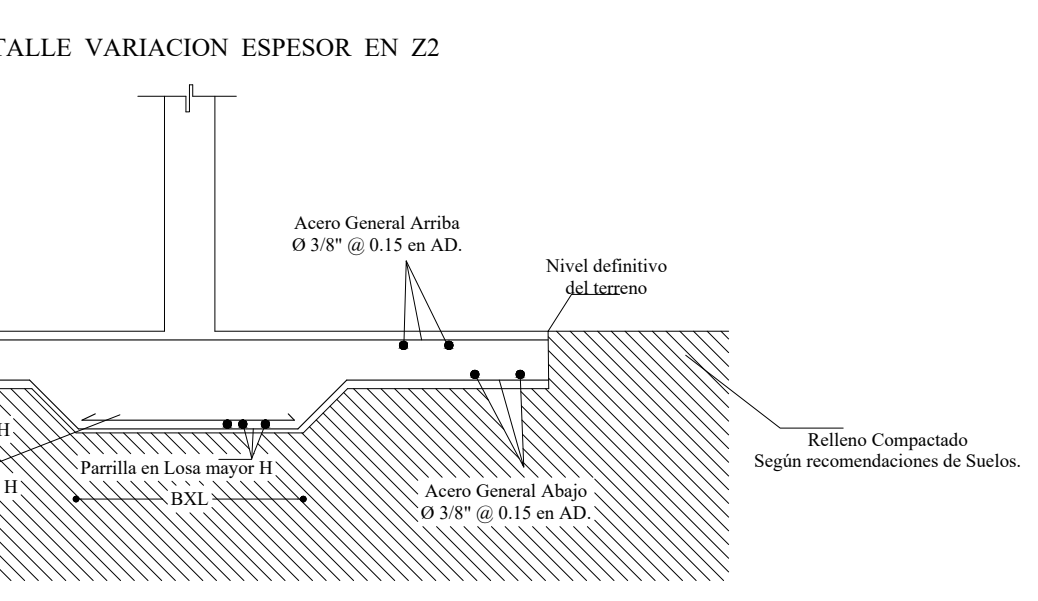 TALLE VARIACION ESPESOR EN Z2
Acero General Arriba
Ø 3/8" @ 0.15 en AD.
Nivel definitivo
del terreno
H
Relleno Compactado
Según recomendaciones de Suelos.
Parrilla en Losa mayor H
H
Acero General Abajo
BXL
Ø 3/8" @ 0.15 en AD.